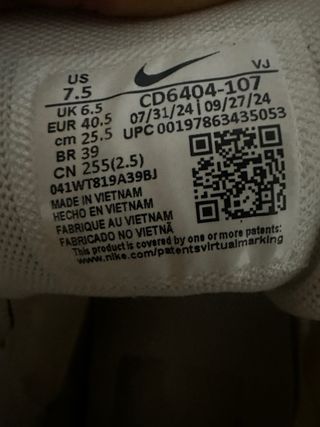 US
7.5
UK 6.5
EUR 40.5
cm 25.5
BR 39
CN 255(2.5)
041WT819A39BJ
VJ
CD6404-107
07/31/24 | 09/27/24
UPC 00197863435053
MADE IN VIETNAM
HECHO EN VIETNAM
FABRIQUE AU VIETNAM
FABRICADO NO VIETNÃ
This product is covered by one or more patents:
www.nike.com/patentsvirtualmarking